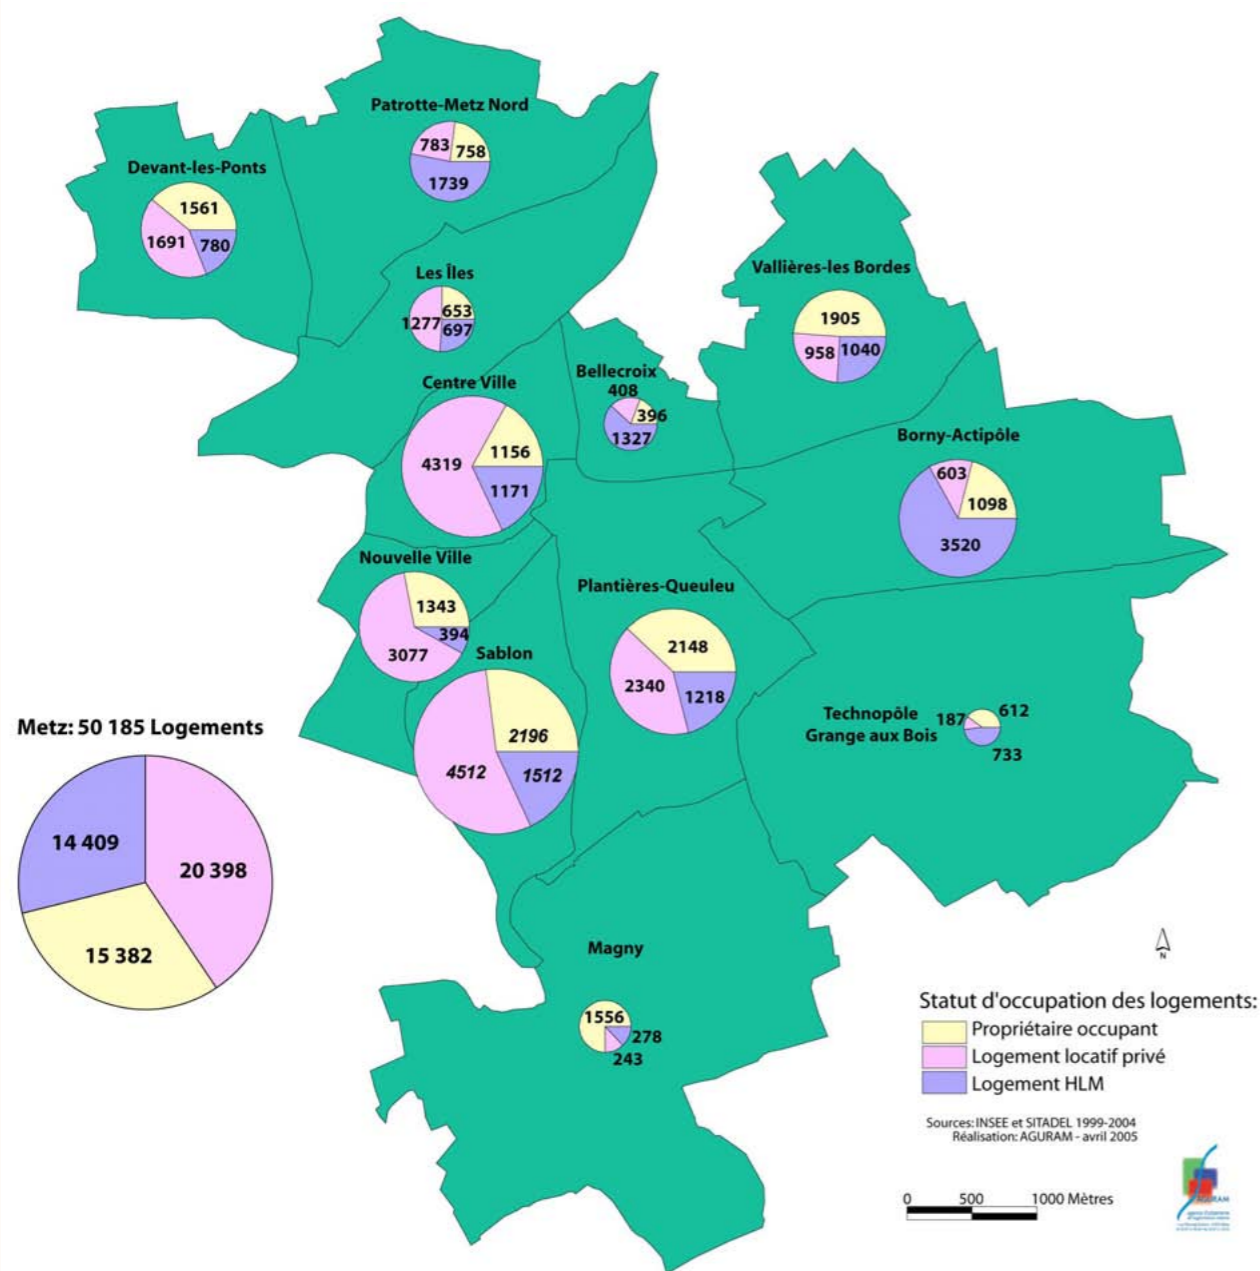 Patrotte-Metz Nord
783
758
1739
Devant-les-Ponts
1561
1691
780
Les Îles
653
1277
697
Vallières-les Bordes
1905
958
1040
Bellecroix
408
396
1327
Centre Ville
4319
1156
1171
Borny-Actipôle
603
1098
3520
Nouvelle Ville
1343
394
3077
Plantières-Queuleu
2148
2340
1218
Sablon
2196
4512
1512
Technopôle
Grange aux Bois
187
612
733
Metz: 50 185 Logements
14 409
20 398
15 382
Magny
1556
278
243
N
Statut d'occupation des logements:
Propriétaire occupant
Logement locatif privé
Logement HLM
Sources: INSEE et SITADEL 1999-2004
Réalisation: AGURAM - avril 2005
0 500 1000 Mètres
AGURAM